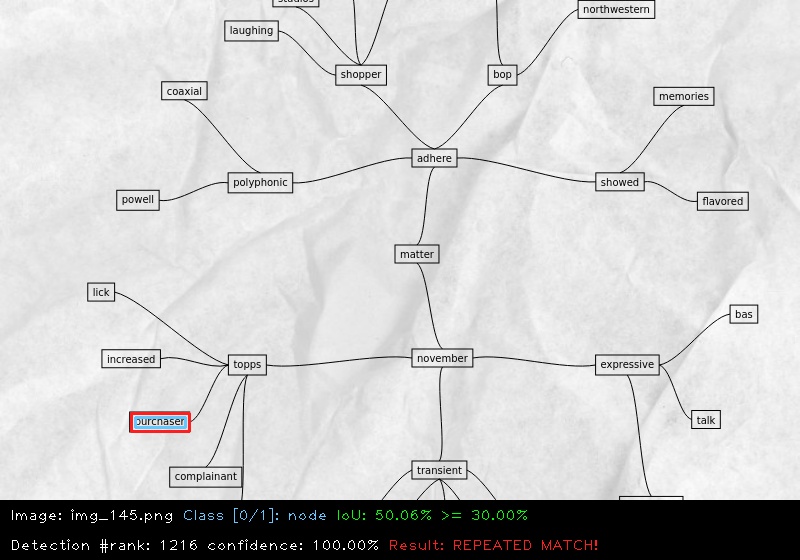 studios
northwestern
laughing
shopper
bop
coaxial
memories
adhere
polyphonic
showed
powell
flavored
matter
lick
bas
november
increased
topps
expressive
purchaser
talk
transient
complainant
Image: img_145.png Class [0/1]: node IoU: 50.06% >= 30.00%
Detection #rank: 1216 confidence: 100.00% Result: REPEATED MATCH!